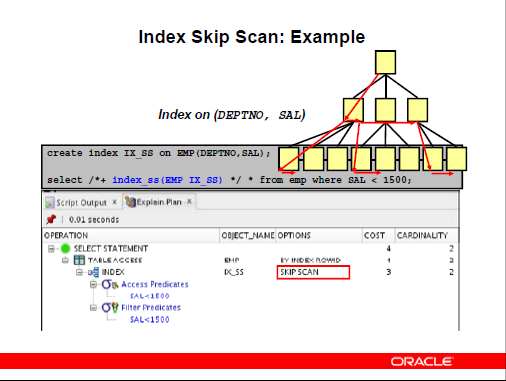 Index Skip Scan: Example
Index on (DEPTNO, SAL)
create index IX_SS on EMP(DEPTNO,SAL);
select /*+ index_ss(EMP IX_SS) */ * from emp where SAL < 1500;
Script Output × Explain Plan ×
0.01 seconds
OPERATION OBJECT_NAME OPTIONS COST CARDINALITY
SELECT STATEMENT 4 2
TABLE ACCESS EMP BY INDEX ROWID 4 2
INDEX IX_SS SKIP SCAN 3 2
Access Predicates
SAL<1500
Filter Predicates
SAL<1500
ORACLE